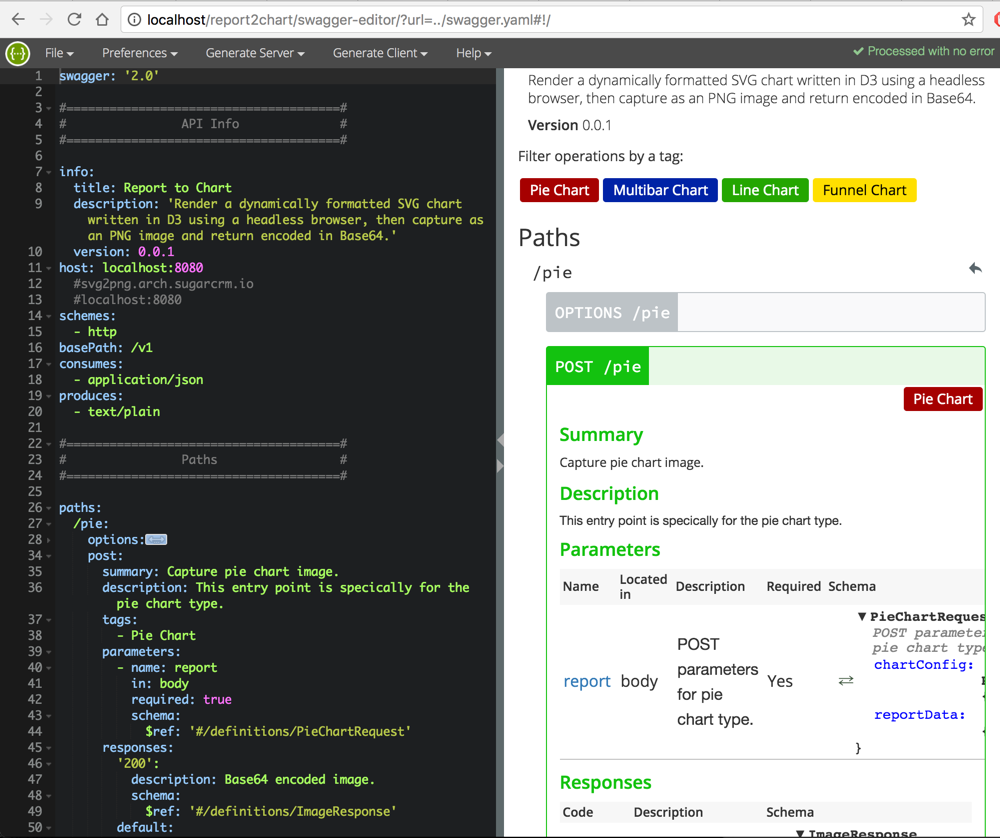 localhost/report2chart/swagger-editor/?url=../swagger.yaml#!/
File Preferences Generate Server Generate Client Help Processed with no error
1 swagger: '2.0'
2
3 #======================================#
4 # API Info #
5 #======================================#
6
7 info:
8 title: Report to Chart
9 description: 'Render a dynamically formatted SVG chart
written in D3 using a headless browser, then capture as
an PNG image and return encoded in Base64.'
10 version: 0.0.1
11 host: localhost:8080
12 #svg2png.arch.sugarcrm.io
13 #localhost:8080
14 schemes:
15 - http
16 basePath: /v1
17 consumes:
18 - application/json
19 produces:
20 - text/plain
21
22 #======================================#
23 # Paths #
24 #======================================#
25
26 paths:
27 /pie:
28 options:
34 post:
35 summary: Capture pie chart image.
36 description: This entry point is specically for the
pie chart type.
37 tags:
38 - Pie Chart
39 parameters:
40 - name: report
41 in: body
42 required: true
43 schema:
44 $ref: '#/definitions/PieChartRequest'
45 responses:
46 '200':
47 description: Base64 encoded image.
48 schema:
49 $ref: '#/definitions/ImageResponse'
50 default:
Render a dynamically formatted SVG chart written in D3 using a headless
browser, then capture as an PNG image and return encoded in Base64.
Version 0.0.1
Filter operations by a tag:
Pie Chart Multibar Chart Line Chart Funnel Chart
Paths
/pie
OPTIONS /pie
POST /pie
Pie Chart
Summary
Capture pie chart image.
Description
This entry point is specically for the pie chart type.
Parameters
Name Located in Description Required Schema
report body POST parameters for pie chart type. Yes ⇄
▼ PieChartReques
POST paramete
pie chart type
chartConfig:
{
reportData:
{
}
Responses
Code Description Schema
▼ ImageResponse